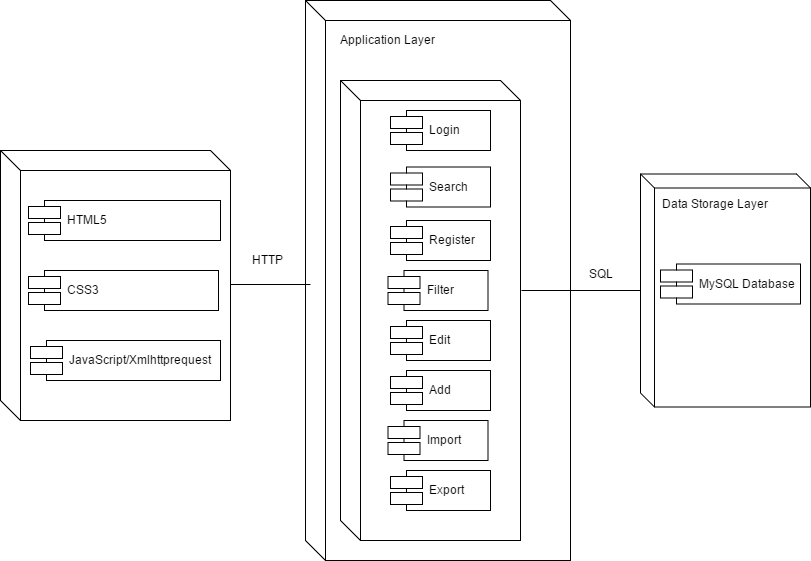 Application Layer
Login
Search
Register
Filter
Edit
Add
Import
Export
HTML5
CSS3
JavaScript/Xmlhttprequest
HTTP
SQL
Data Storage Layer
MySQL Database